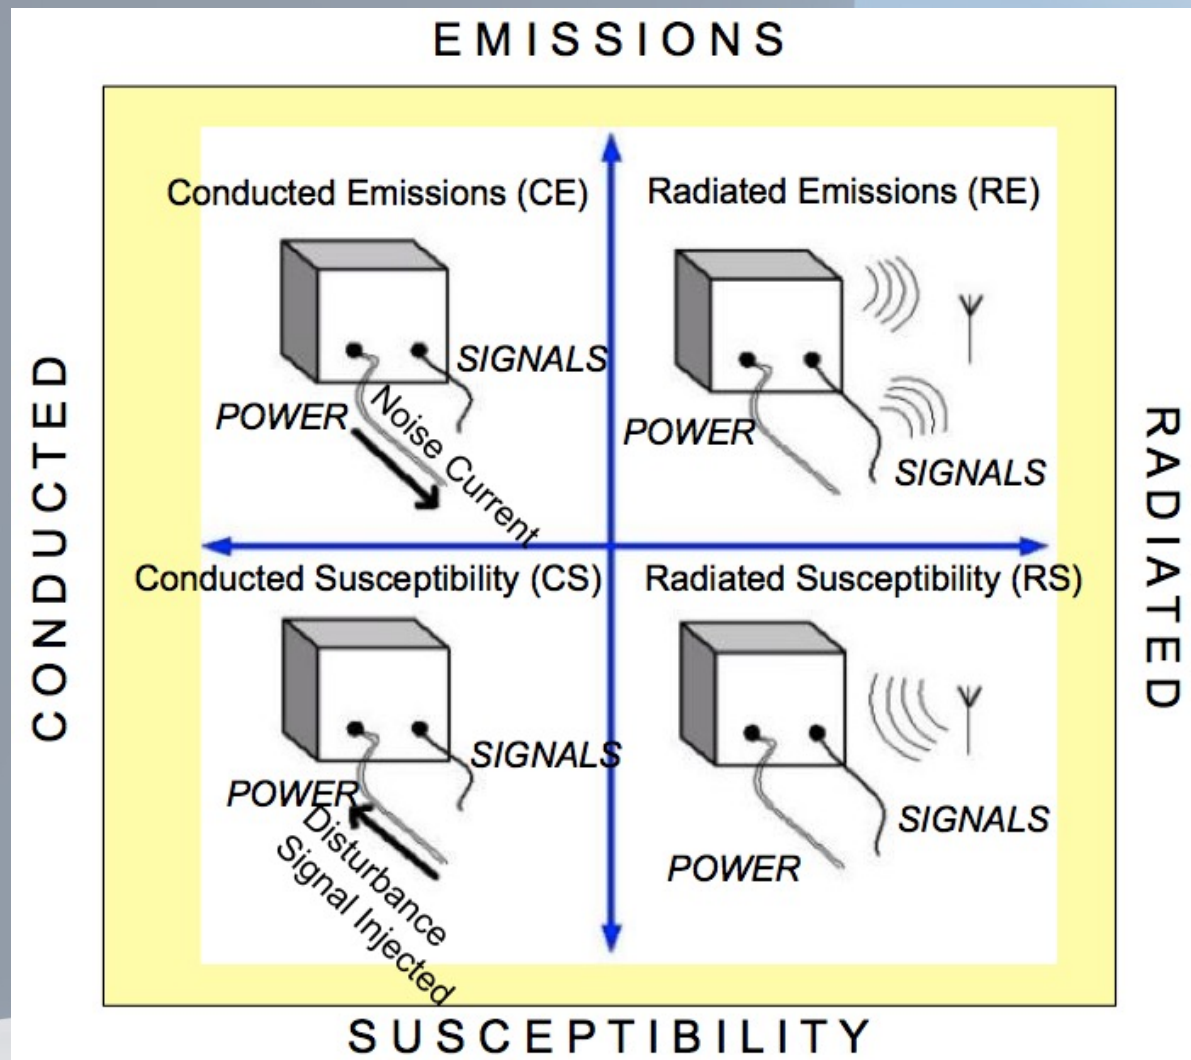 EMISSIONS
Conducted Emissions (CE)
Radiated Emissions (RE)
CONDUCTED
RADIATED
SIGNALS
POWER
Noise Current
POWER
SIGNALS
Conducted Susceptibility (CS)
Radiated Susceptibility (RS)
SIGNALS
POWER
Disturbance
Signal Injected
SIGNALS
POWER
SUSCEPTIBILITY